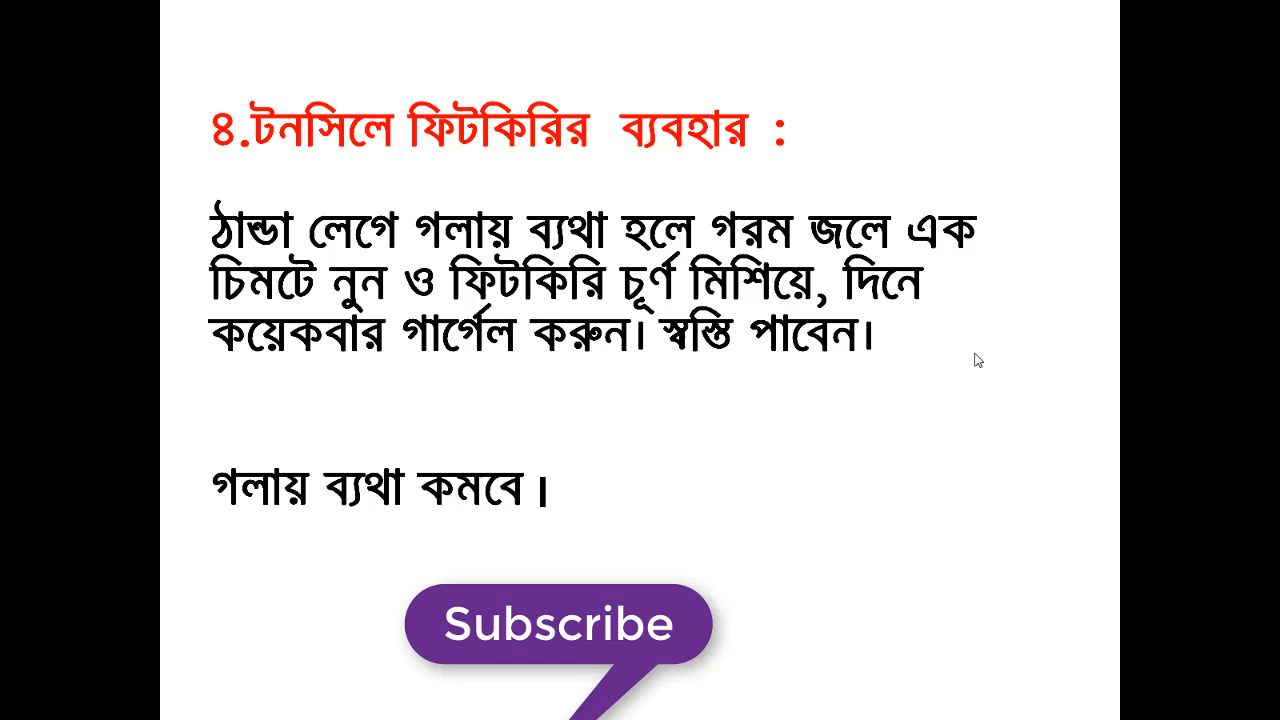 ৪.টনসিলে ফিটকিরির ব্যবহার :
ঠান্ডা লেগে গলায় ব্যথা হলে গরম জলে এক
চিমটে নুন ও ফিটকিরি চূর্ণ মিশিয়ে, দিনে
কয়েকবার গার্গেল করুন। স্বস্তি পাবেন।
গলায় ব্যথা কমবে।
Subscribe